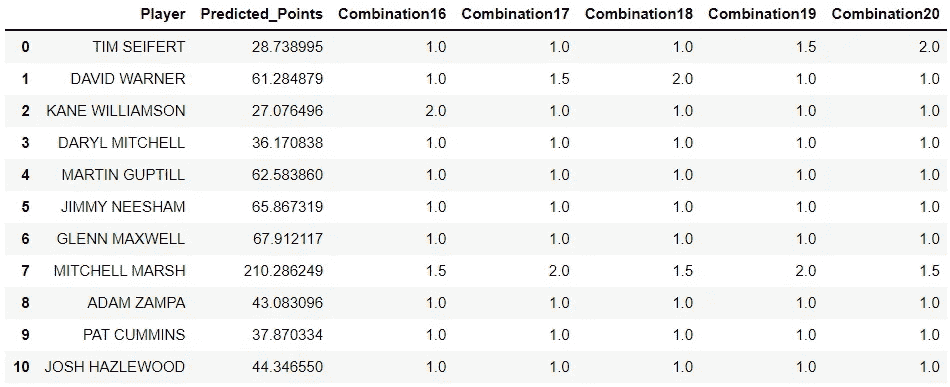 Player Predicted_Points Combination16 Combination17 Combination18 Combination19 Combination20
0 TIM SEIFERT 28.738995 1.0 1.0 1.0 1.5 2.0
1 DAVID WARNER 61.284879 1.0 1.5 2.0 1.0 1.0
2 KANE WILLIAMSON 27.076496 2.0 1.0 1.0 1.0 1.0
3 DARYL MITCHELL 36.170838 1.0 1.0 1.0 1.0 1.0
4 MARTIN GUPTILL 62.583860 1.0 1.0 1.0 1.0 1.0
5 JIMMY NEESHAM 65.867319 1.0 1.0 1.0 1.0 1.0
6 GLENN MAXWELL 67.912117 1.0 1.0 1.0 1.0 1.0
7 MITCHELL MARSH 210.286249 1.5 2.0 1.5 2.0 1.5
8 ADAM ZAMPA 43.083096 1.0 1.0 1.0 1.0 1.0
9 PAT CUMMINS 37.870334 1.0 1.0 1.0 1.0 1.0
10 JOSH HAZLEWOOD 44.346550 1.0 1.0 1.0 1.0 1.0